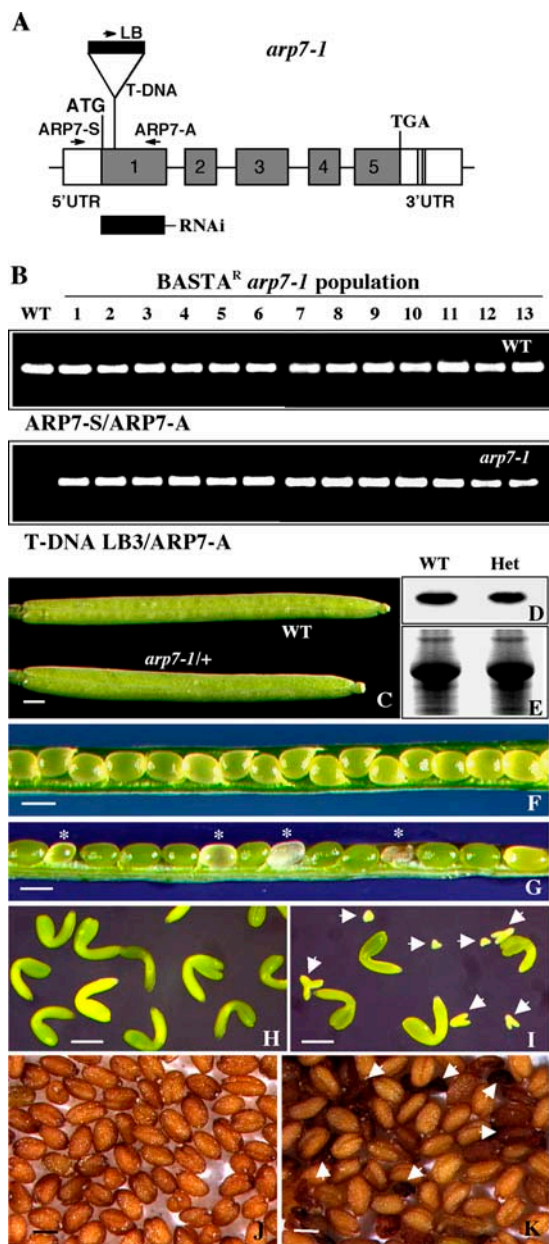 A
LB
arp7-1
T-DNA
ATG
ARP7-S
ARP7-A
TGA
1 2 3 4 5
5'UTR
3'UTR
RNAi
B
BASTAᴿ arp7-1 population
WT 1 2 3 4 5 6 7 8 9 10 11 12 13
WT
ARP7-S/ARP7-A
arp7-1
T-DNA LB3/ARP7-A
WT
arp7-1/+
C
WT Het
D
E
F
* * * *
G
H
I
J
K